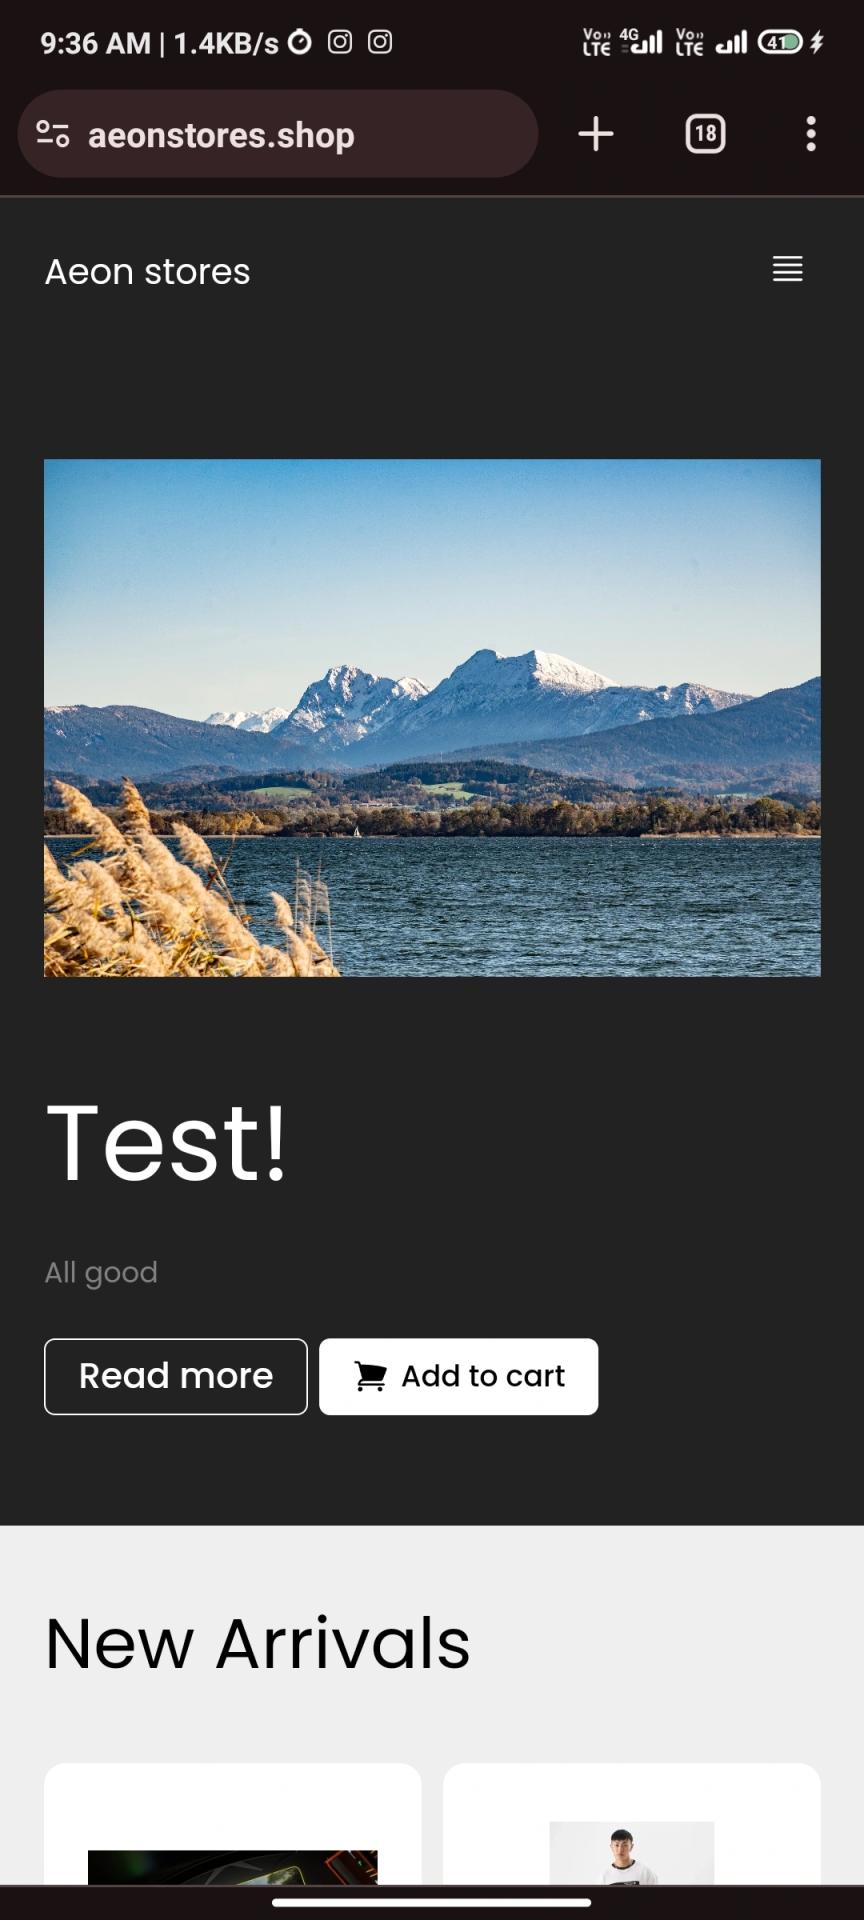 9:36 AM | 1.4KB/s Vo)) LTE 4G Vo)) LTE 41
aeonstores.shop 18
Aeon stores
Test!
All good
Read more Add to cart
New Arrivals